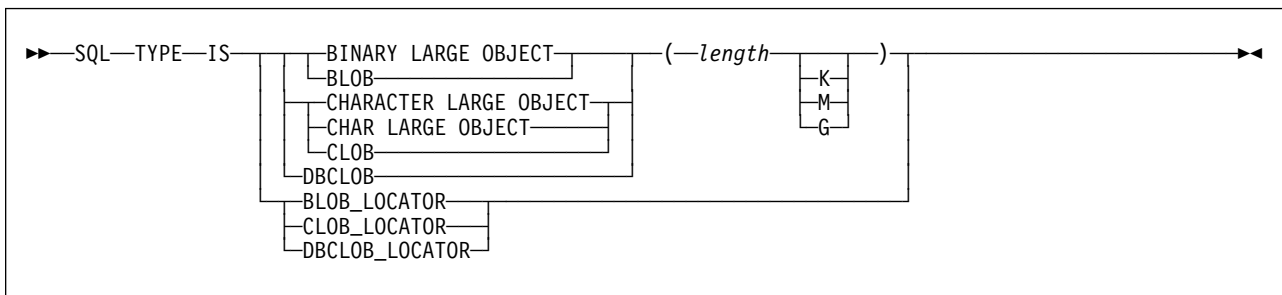 SQL TYPE IS BINARY LARGE OBJECT ( length )
BLOB K
CHARACTER LARGE OBJECT M
CHAR LARGE OBJECT G
CLOB
DBCLOB
BLOB_LOCATOR
CLOB_LOCATOR
DBCLOB_LOCATOR